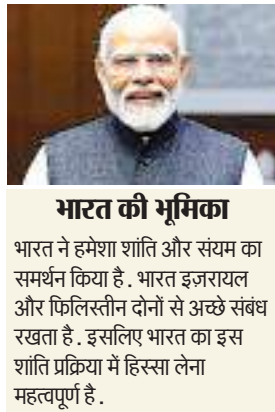 भारत की भूमिका
भारत ने हमेशा शांति और संयम का
समर्थन किया है. भारत इज़रायल
और फिलिस्तीन दोनों से अच्छे संबंध
रखता है. इसलिए भारत का इस
शांति प्रक्रिया में हिस्सा लेना
महत्वपूर्ण है.